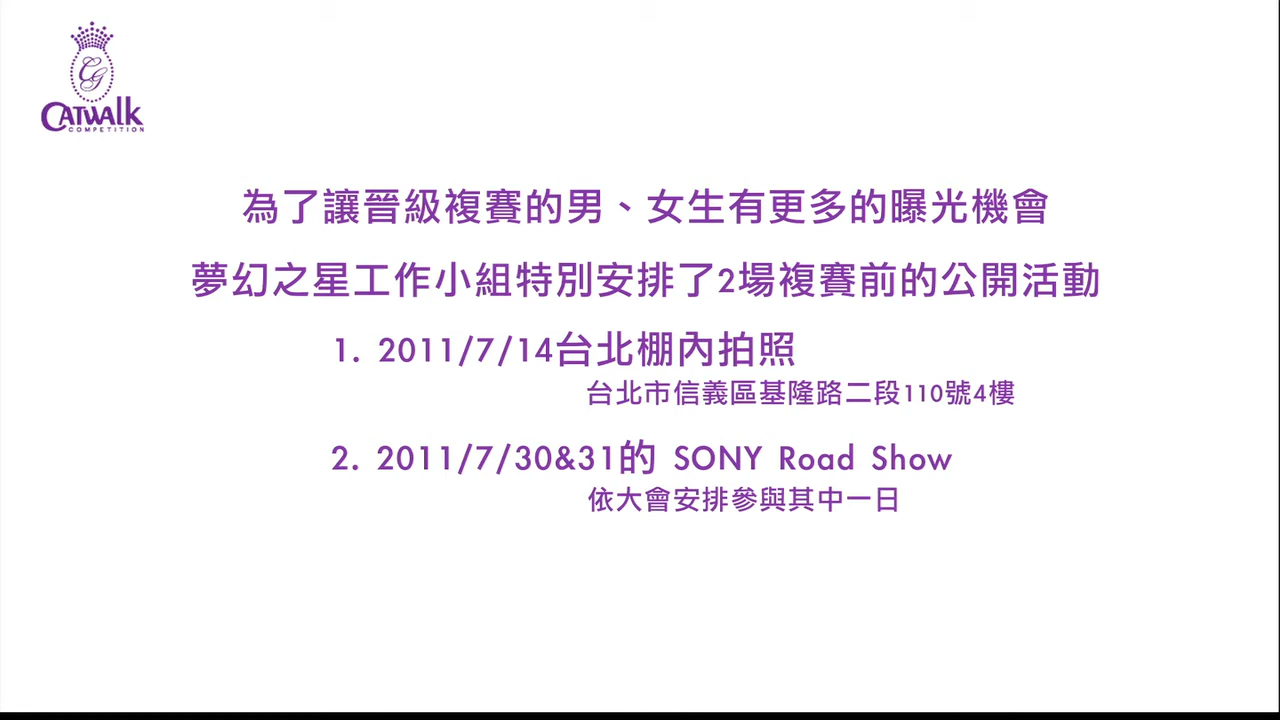 CG
CATWALK
COMPETITION
為了讓晉級複賽的男、女生有更多的曝光機會
夢幻之星工作小組特別安排了2場複賽前的公開活動
1. 2011/7/14台北棚內拍照
台北市信義區基隆路二段110號4樓
2. 2011/7/30&31的 SONY Road Show
依大會安排參與其中一日